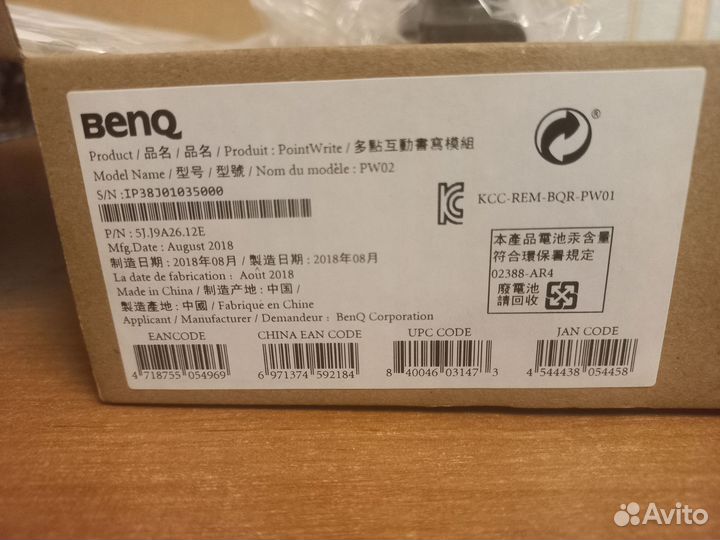 BenQ
Product / 品名 / 品名 / Produit : PointWrite / 多點互動書寫模組
Model Name / 型号 / 型號 / Nom du modèle : PW02
S/N : IP38J01035000
KCC-REM-BQR-PW01
P/N : 5J.J9A26.12E
Mfg.Date : August 2018
制造日期 : 2018年08月 / 製造日期 : 2018年08月
La date de fabrication : Août 2018
Made in China / 制造产地: 中国 /
製造產地: 中國 / Fabriqué en Chine
Applicant / Manufacturer / Demandeur : BenQ Corporation
本產品電池汞含量
符合環保署規定
02388-AR4
廢電池
請回收
EANCODE CHINA EAN CODE UPC CODE JAN CODE
4 718755 054969 6 971374 592184 8 40046 03147 3 4 544438 054458
Avito